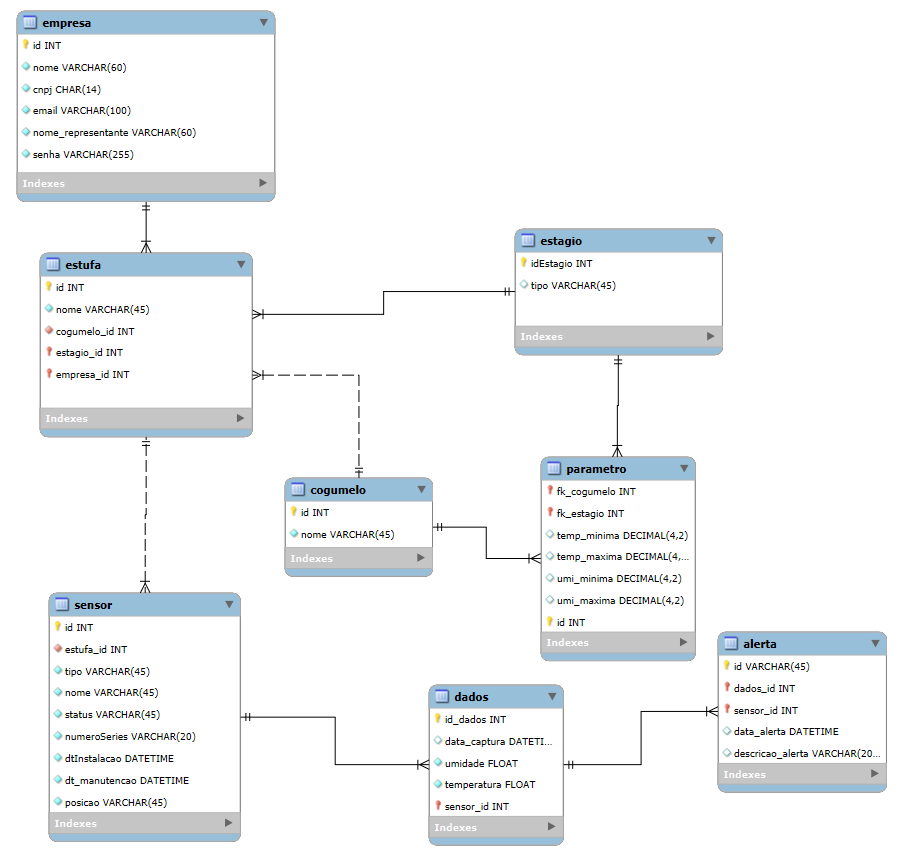 empresa
id INT
nome VARCHAR(60)
cnpj CHAR(14)
email VARCHAR(100)
nome_representante VARCHAR(60)
senha VARCHAR(255)
Indexes
estufa
id INT
nome VARCHAR(45)
cogumelo_id INT
estagio_id INT
empresa_id INT
Indexes
estagio
idEstagio INT
tipo VARCHAR(45)
Indexes
cogumelo
id INT
nome VARCHAR(45)
Indexes
parametro
fk_cogumelo INT
fk_estagio INT
temp_minima DECIMAL(4,2)
temp_maxima DECIMAL(4,...
umi_minima DECIMAL(4,2)
umi_maxima DECIMAL(4,2)
id INT
Indexes
sensor
id INT
estufa_id INT
tipo VARCHAR(45)
nome VARCHAR(45)
status VARCHAR(45)
numeroSeries VARCHAR(20)
dtInstalacao DATETIME
dt_manutencao DATETIME
posicao VARCHAR(45)
Indexes
dados
id_dados INT
data_captura DATETI...
umidade FLOAT
temperatura FLOAT
sensor_id INT
Indexes
alerta
id VARCHAR(45)
dados_id INT
sensor_id INT
data_alerta DATETIME
descricao_alerta VARCHAR(20...
Indexes